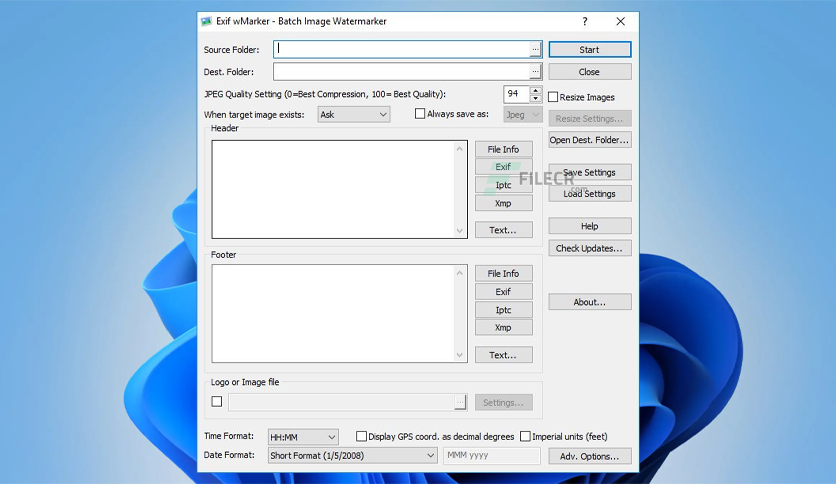 Exif wMarker - Batch Image Watermarker
Source Folder: ... Start
Dest. Folder: ... Close
JPEG Quality Setting (0=Best Compression, 100= Best Quality): 94 Resize Images
When target image exists: Ask Always save as: Jpeg Resize Settings...
Header Open Dest. Folder...
File Info
Exif Save Settings
FILECR
.com
Iptc Load Settings
Xmp
Text... Help
Check Updates...
Footer
File Info
Exif About...
Iptc
Xmp
Text...
Logo or Image file
... Settings...
Time Format: HH:MM Display GPS coord. as decimal degrees Imperial units (feet)
Date Format: Short Format (1/5/2008) MMM yyyy Adv. Options...